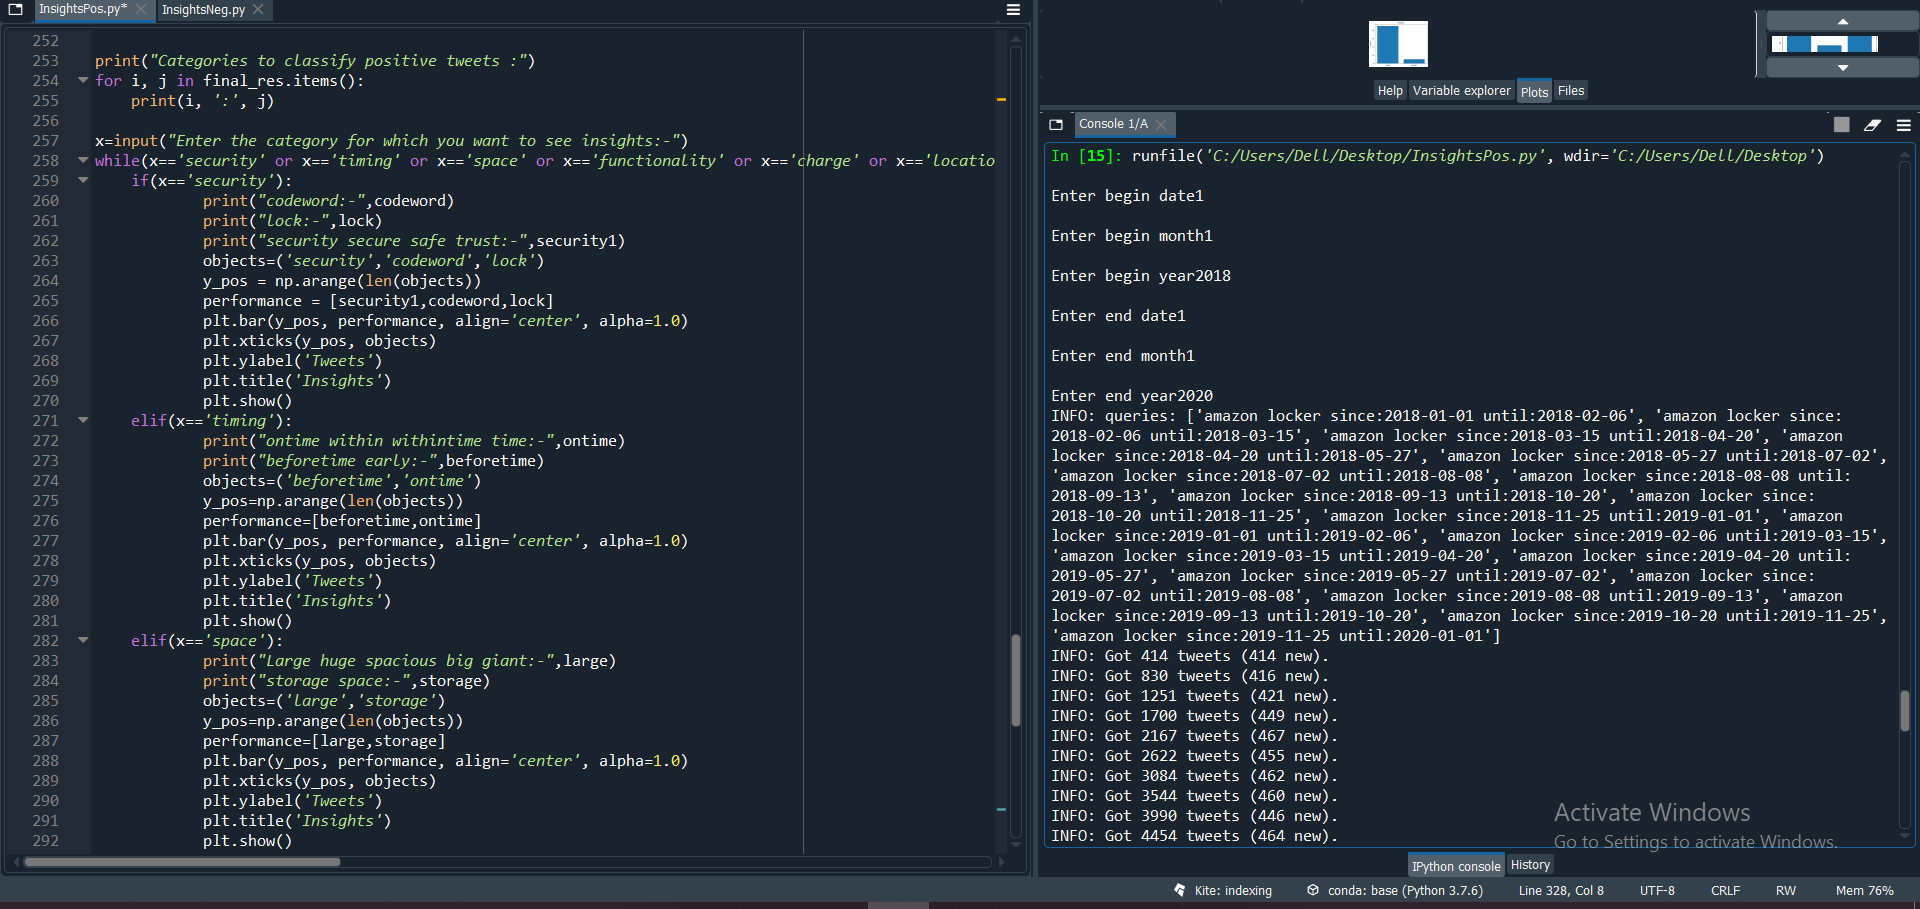 InsightsPos.py*
InsightsNeg.py
252
253 print("Categories to classify positive tweets :")
254 for i, j in final_res.items():
255 print(i, ':', j)
256
257 x=input("Enter the category for which you want to see insights:-")
258 while(x=='security' or x=='timing' or x=='space' or x=='functionality' or x=='charge' or x=='locatio
259 if(x=='security'):
260 print("codeword:-",codeword)
261 print("lock:-",lock)
262 print("security secure safe trust:-",security1)
263 objects=('security','codeword','lock')
264 y_pos = np.arange(len(objects))
265 performance = [security1,codeword,lock]
266 plt.bar(y_pos, performance, align='center', alpha=1.0)
267 plt.xticks(y_pos, objects)
268 plt.ylabel('Tweets')
269 plt.title('Insights')
270 plt.show()
271 elif(x=='timing'):
272 print("ontime within withintime time:-",ontime)
273 print("beforetime early:-",beforetime)
274 objects=('beforetime','ontime')
275 y_pos=np.arange(len(objects))
276 performance=[beforetime,ontime]
277 plt.bar(y_pos, performance, align='center', alpha=1.0)
278 plt.xticks(y_pos, objects)
279 plt.ylabel('Tweets')
280 plt.title('Insights')
281 plt.show()
282 elif(x=='space'):
283 print("Large huge spacious big giant:-",large)
284 print("storage space:-",storage)
285 objects=('large','storage')
286 y_pos=np.arange(len(objects))
287 performance=[large,storage]
288 plt.bar(y_pos, performance, align='center', alpha=1.0)
289 plt.xticks(y_pos, objects)
290 plt.ylabel('Tweets')
291 plt.title('Insights')
292 plt.show()
Help Variable explorer Plots Files
Console 1/A
In [15]: runfile('C:/Users/Dell/Desktop/InsightsPos.py', wdir='C:/Users/Dell/Desktop')
Enter begin date1
Enter begin month1
Enter begin year2018
Enter end date1
Enter end month1
Enter end year2020
INFO: queries: ['amazon locker since:2018-01-01 until:2018-02-06', 'amazon locker since:
2018-02-06 until:2018-03-15', 'amazon locker since:2018-03-15 until:2018-04-20', 'amazon
locker since:2018-04-20 until:2018-05-27', 'amazon locker since:2018-05-27 until:2018-07-02',
'amazon locker since:2018-07-02 until:2018-08-08', 'amazon locker since:2018-08-08 until:
2018-09-13', 'amazon locker since:2018-09-13 until:2018-10-20', 'amazon locker since:
2018-10-20 until:2018-11-25', 'amazon locker since:2018-11-25 until:2019-01-01', 'amazon
locker since:2019-01-01 until:2019-02-06', 'amazon locker since:2019-02-06 until:2019-03-15',
'amazon locker since:2019-03-15 until:2019-04-20', 'amazon locker since:2019-04-20 until:
2019-05-27', 'amazon locker since:2019-05-27 until:2019-07-02', 'amazon locker since:
2019-07-02 until:2019-08-08', 'amazon locker since:2019-08-08 until:2019-09-13', 'amazon
locker since:2019-09-13 until:2019-10-20', 'amazon locker since:2019-10-20 until:2019-11-25',
'amazon locker since:2019-11-25 until:2020-01-01']
INFO: Got 414 tweets (414 new).
INFO: Got 830 tweets (416 new).
INFO: Got 1251 tweets (421 new).
INFO: Got 1700 tweets (449 new).
INFO: Got 2167 tweets (467 new).
INFO: Got 2622 tweets (455 new).
INFO: Got 3084 tweets (462 new).
INFO: Got 3544 tweets (460 new).
INFO: Got 3990 tweets (446 new).
INFO: Got 4454 tweets (464 new).
Activate Windows
Go to Settings to activate Windows.
IPython console History
Kite: indexing conda: base (Python 3.7.6) Line 328, Col 8 UTF-8 CRLF RW Mem 76%